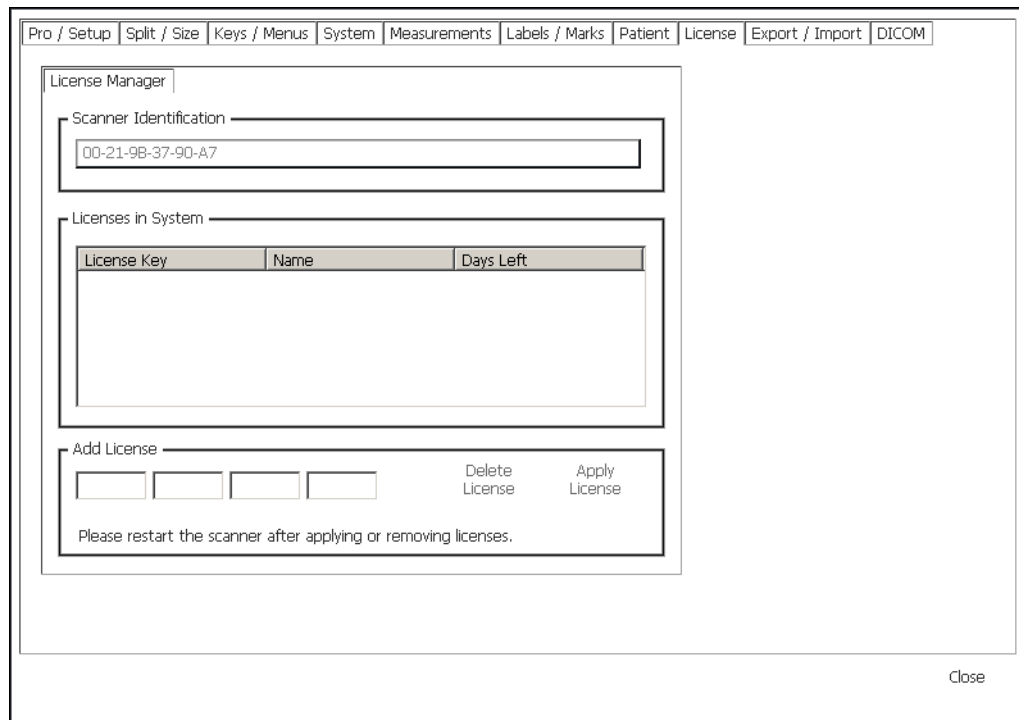 Pro / Setup Split / Size Keys / Menus System Measurements Labels / Marks Patient License Export / Import DICOM
License Manager
Scanner Identification
00-21-9B-37-90-A7
Licenses in System
License Key Name Days Left
Add License
Delete License
Apply License
Please restart the scanner after applying or removing licenses.
Close